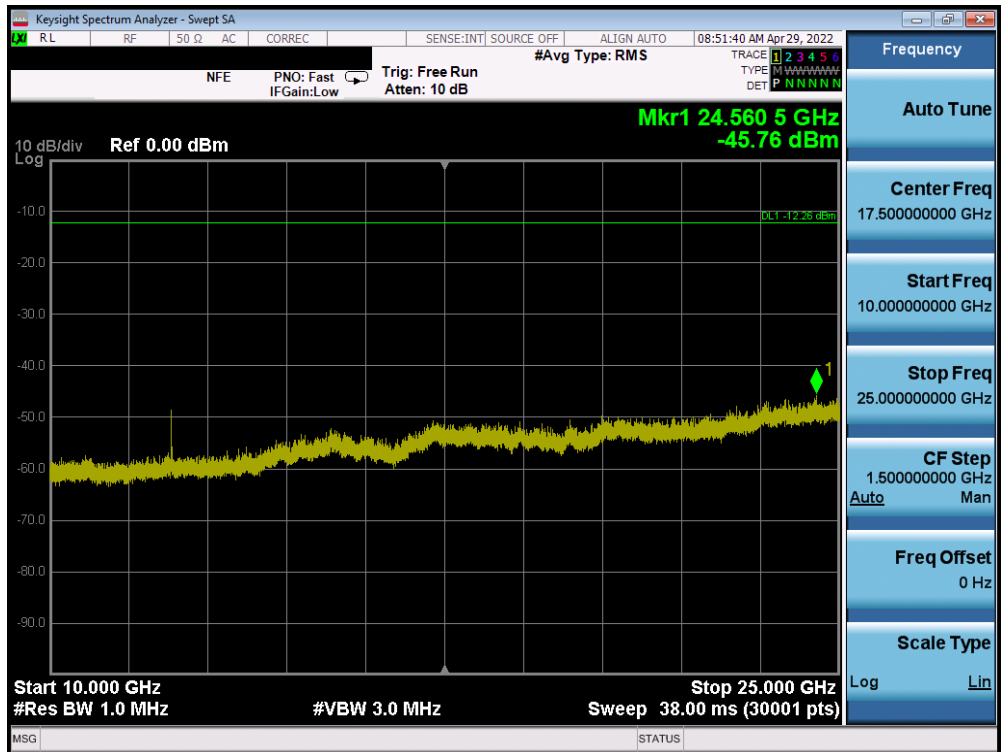 Keysight Spectrum Analyzer - Swept SA
LXI RL RF 50 Ω AC CORREC SENSE:INT SOURCE OFF ALIGN AUTO 08:51:40 AM Apr 29, 2022
#Avg Type: RMS
TRACE 1 2 3 4 5 6
NFE PNO: Fast Trig: Free Run
TYPE M W W W W W
IFGain:Low Atten: 10 dB
DET P N N N N N
Mkr1 24.560 5 GHz
-45.76 dBm
10 dB/div Ref 0.00 dBm
Log
-10.0
DL1 -12.26 dBm
-20.0
-30.0
-40.0
1
-50.0
-60.0
-70.0
-80.0
-90.0
Start 10.000 GHz Stop 25.000 GHz
#Res BW 1.0 MHz #VBW 3.0 MHz Sweep 38.00 ms (30001 pts)
MSG STATUS
Frequency
Auto Tune
Center Freq
17.500000000 GHz
Start Freq
10.000000000 GHz
Stop Freq
25.000000000 GHz
CF Step
1.500000000 GHz
Auto Man
Freq Offset
0 Hz
Scale Type
Log Lin